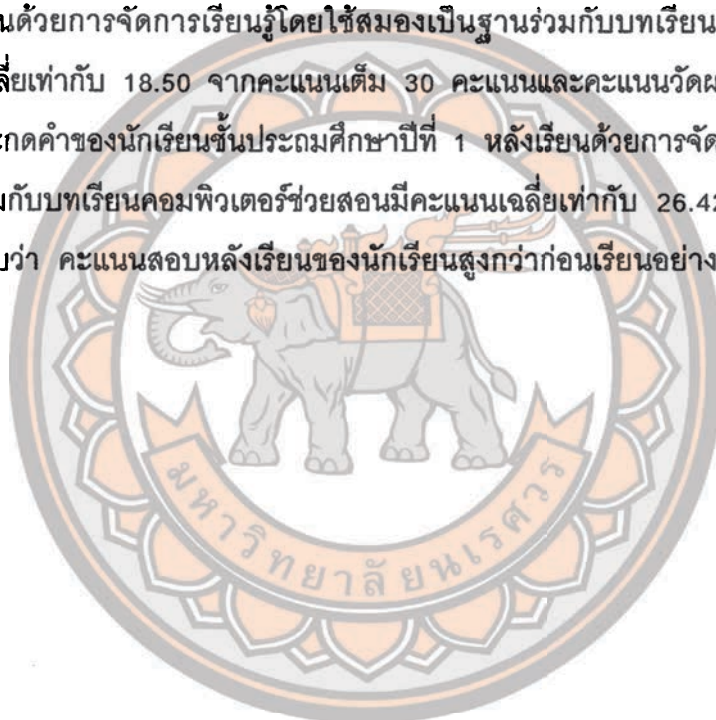 นด้วยการจัดการเรียนรู้โดยใช้สมองเป็นฐานร่วมกับบทเรียน
ลี่ยเท่ากับ 18.50 จากคะแนนเต็ม 30 คะแนนและคะแนนวัดผ
ะกดคำของนักเรียนชั้นประถมศึกษาปีที่ 1 หลังเรียนด้วยการจัด
มกับบทเรียนคอมพิวเตอร์ช่วยสอนมีคะแนนเฉลี่ยเท่ากับ 26.42
บว่า คะแนนสอบหลังเรียนของนักเรียนสูงกว่าก่อนเรียนอย่าง
มหาวิทยาลัยนเรศวร